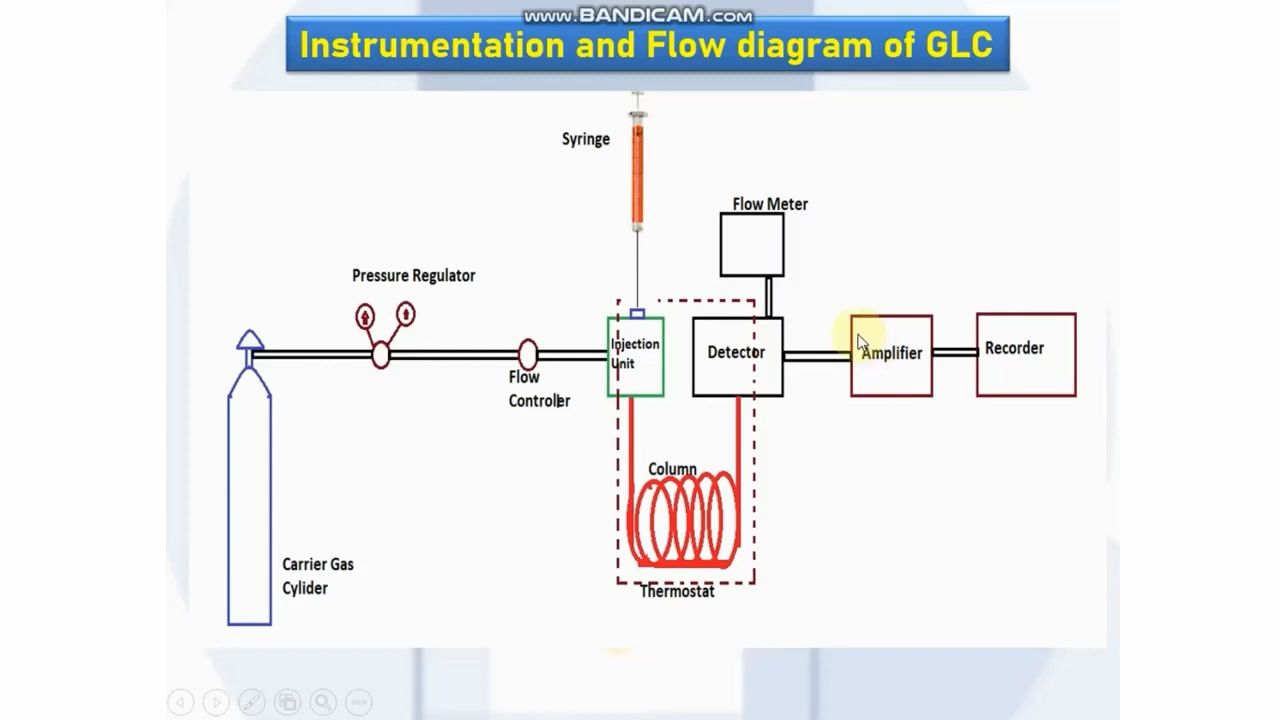 www.BANDICAM.com
Instrumentation and Flow diagram of GLC
Syringe
Flow Meter
Pressure Regulator
Injection
Unit
Detector
Amplifier
Recorder
Flow
Controler
Column
Carrier Gas
Cylider
Thermostat